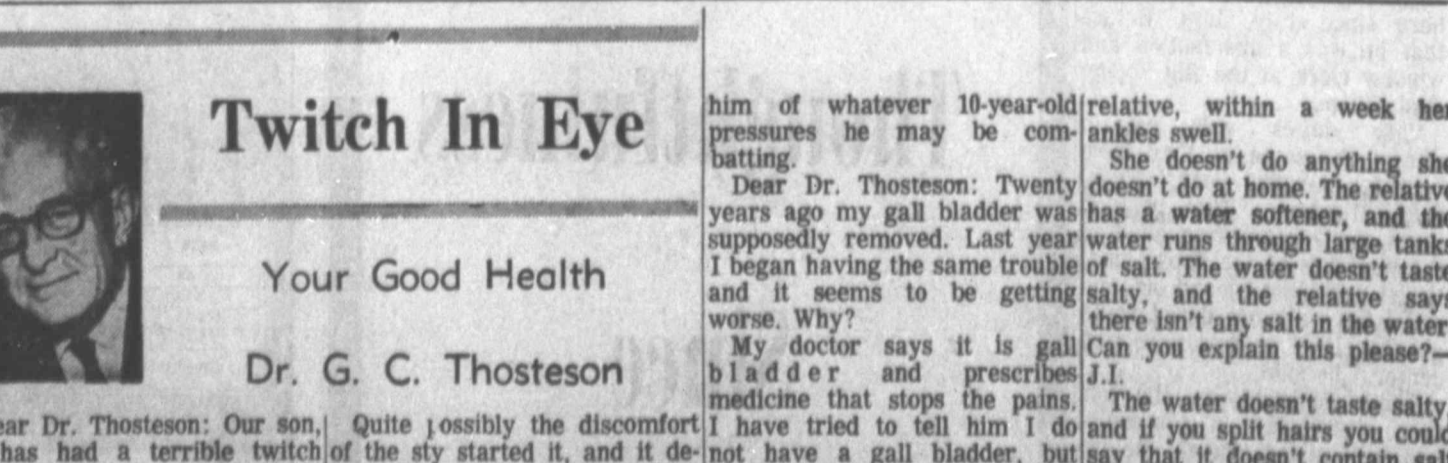 Twitch In Eye
Your Good Health
Dr. G. C. Thosteson
ear Dr. Thosteson: Our son,
has had a terrible twitch
Quite possibly the discomfort
of the sty started it, and it de-
him of whatever 10-year-old
pressures he may be com-
batting.
Dear Dr. Thosteson: Twenty
years ago my gall bladder was
supposedly removed. Last year
I began having the same trouble
and it seems to be getting
worse. Why?
My doctor says it is gall
bladder and prescribes
medicine that stops the pains.
I have tried to tell him I do
not have a gall bladder, but
relative, within a week her
ankles swell.
She doesn't do anything she
doesn't do at home. The relative
has a water softener, and the
water runs through large tanks
of salt. The water doesn't taste
salty, and the relative says
there isn't any salt in the water.
Can you explain this please?—
J.I.
The water doesn't taste salty,
and if you split hairs you could
say that it doesn't contain salt